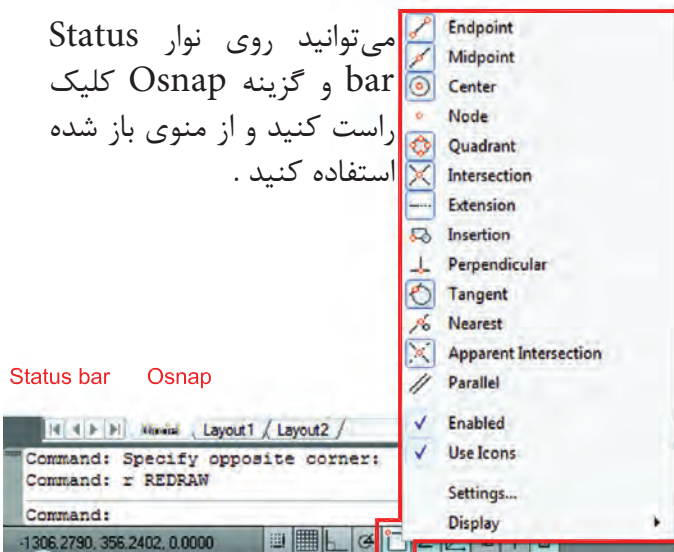 می‌توانید روی نوار Status
bar و گزینه Osnap کلیک
راست کنید و از منوی باز شده
استفاده کنید .
Endpoint
Midpoint
Center
Node
Quadrant
Intersection
Extension
Insertion
Perpendicular
Tangent
Nearest
Apparent Intersection
Parallel
Enabled
Use Icons
Settings...
Display
Status bar Osnap
Layout1 / Layout2 /
Command: Specify opposite corner:
Command: r REDRAW
Command:
-1306.2790, 356.2402, 0.0000